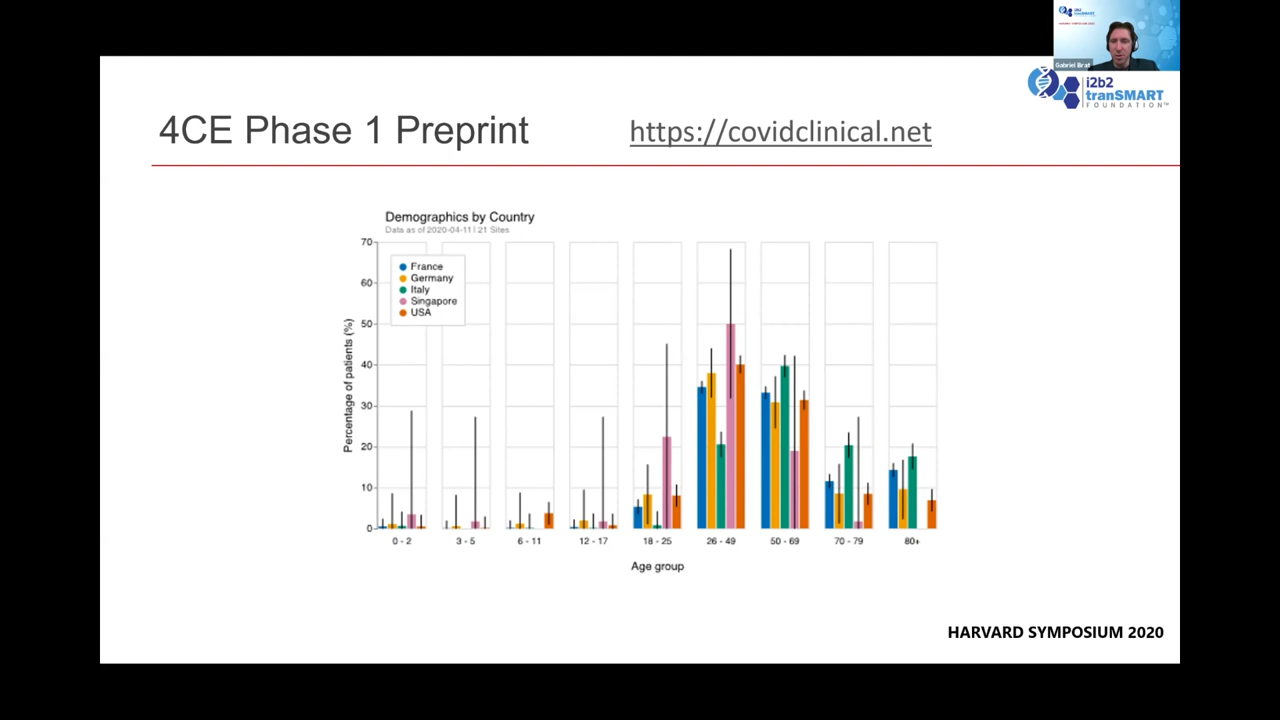 Gabriel Brat
i2b2
tranSMART
FOUNDATION™
4CE Phase 1 Preprint
https://covidclinical.net
Demographics by Country
Data as of 2020-04-11 | 21 Sites
70
60
50
40
30
20
10
0
Percentage of patients (%)
France
Germany
Italy
Singapore
USA
0 - 2
3 - 5
6 - 11
12 - 17
18 - 25
26 - 49
50 - 69
70 - 79
80+
Age group
HARVARD SYMPOSIUM 2020